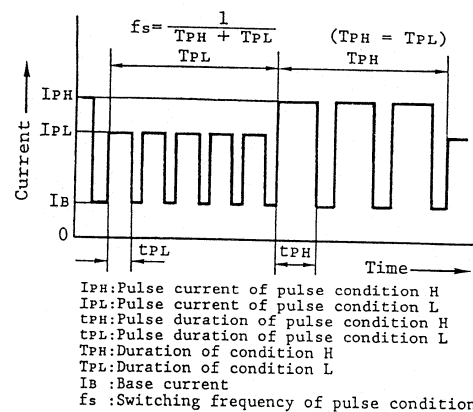 fs= 1 / TPH + TPL (TPH = TPL)
TPL TPH
IPH
IPL
IB
0
Current
tPL tPH
Time
IPH:Pulse current of pulse condition H
IPL:Pulse current of pulse condition L
tPH:Pulse duration of pulse condition H
tPL:Pulse duration of pulse condition L
TPH:Duration of condition H
TPL:Duration of condition L
IB :Base current
fs :Switching frequency of pulse condition